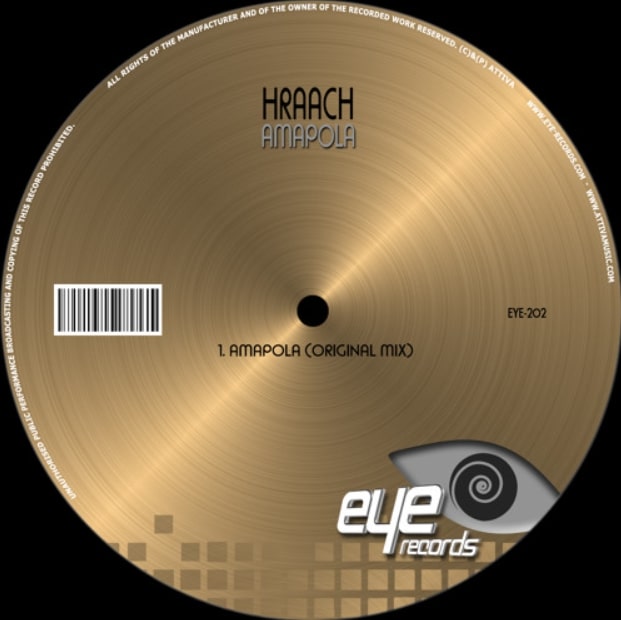 UNAUTHORISED PUBLIC PERFORMANCE BROADCASTING AND COPYING OF THIS RECORD PROHIBITED.
ALL RIGHTS OF THE MANUFACTURER AND OF THE OWNER OF THE RECORDED WORK RESERVED. (C)&(P) ATTIVA
WWW.EYE-RECORDS.COM - WWW.ATTIVAMUSIC.COM
HRAACH
AMAPOLA
EYE-202
1. AMAPOLA (ORIGINAL MIX)
eye
records